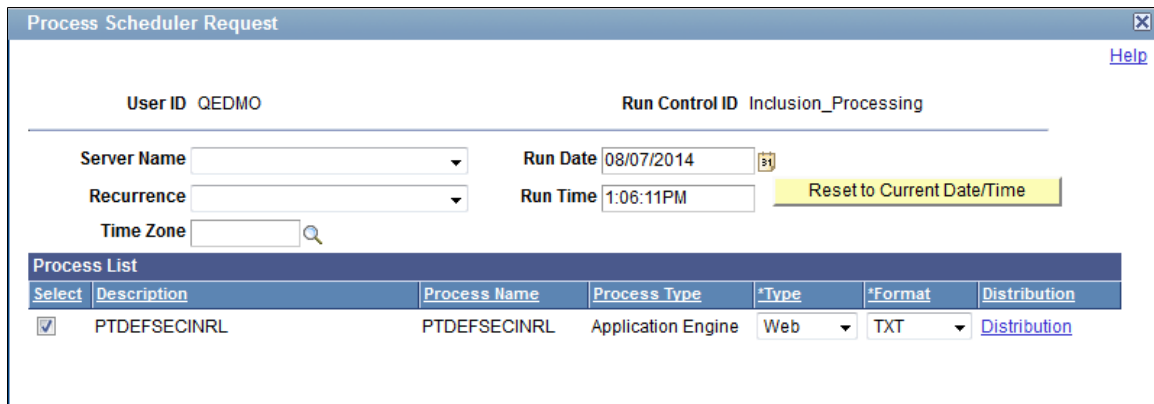 Process Scheduler Request
Help
User ID QEDMO Run Control ID Inclusion_Processing
Server Name Run Date 08/07/2014 31
Recurrence Run Time 1:06:11PM Reset to Current Date/Time
Time Zone
Process List
Select Description Process Name Process Type *Type *Format Distribution
PTDEFSECINRL PTDEFSECINRL Application Engine Web TXT Distribution